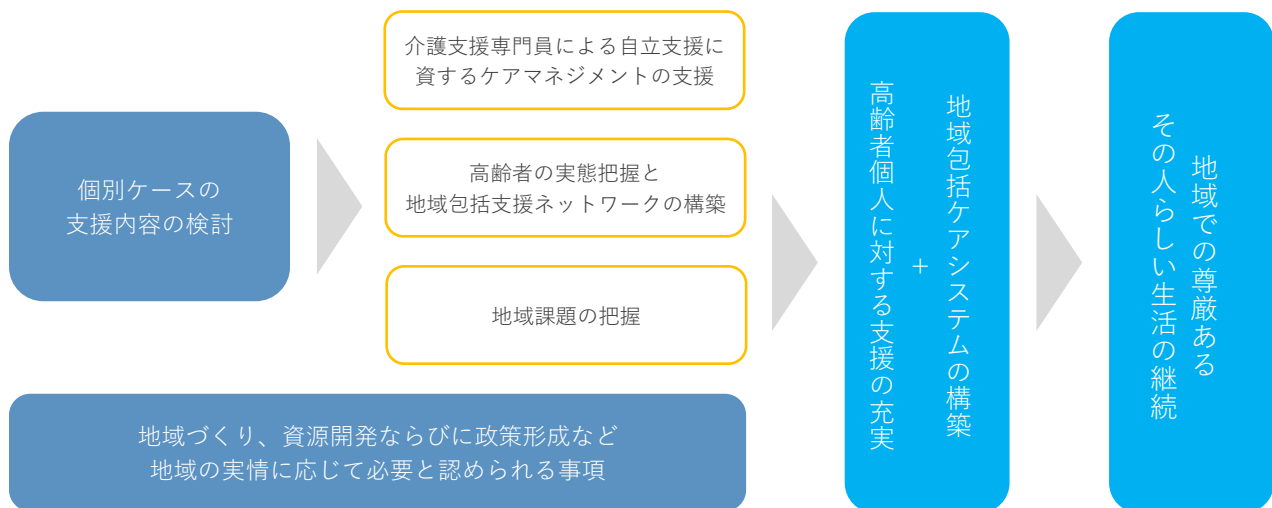 個別ケースの
支援内容の検討
介護支援専門員による自立支援に
資するケアマネジメントの支援
高齢者の実態把握と
地域包括支援ネットワークの構築
地域課題の把握
地域づくり、資源開発ならびに政策形成など
地域の実情に応じて必要と認められる事項
地域包括ケアシステムの構築
+
高齢者個人に対する支援の充実
地域での尊厳ある
その人らしい生活の継続